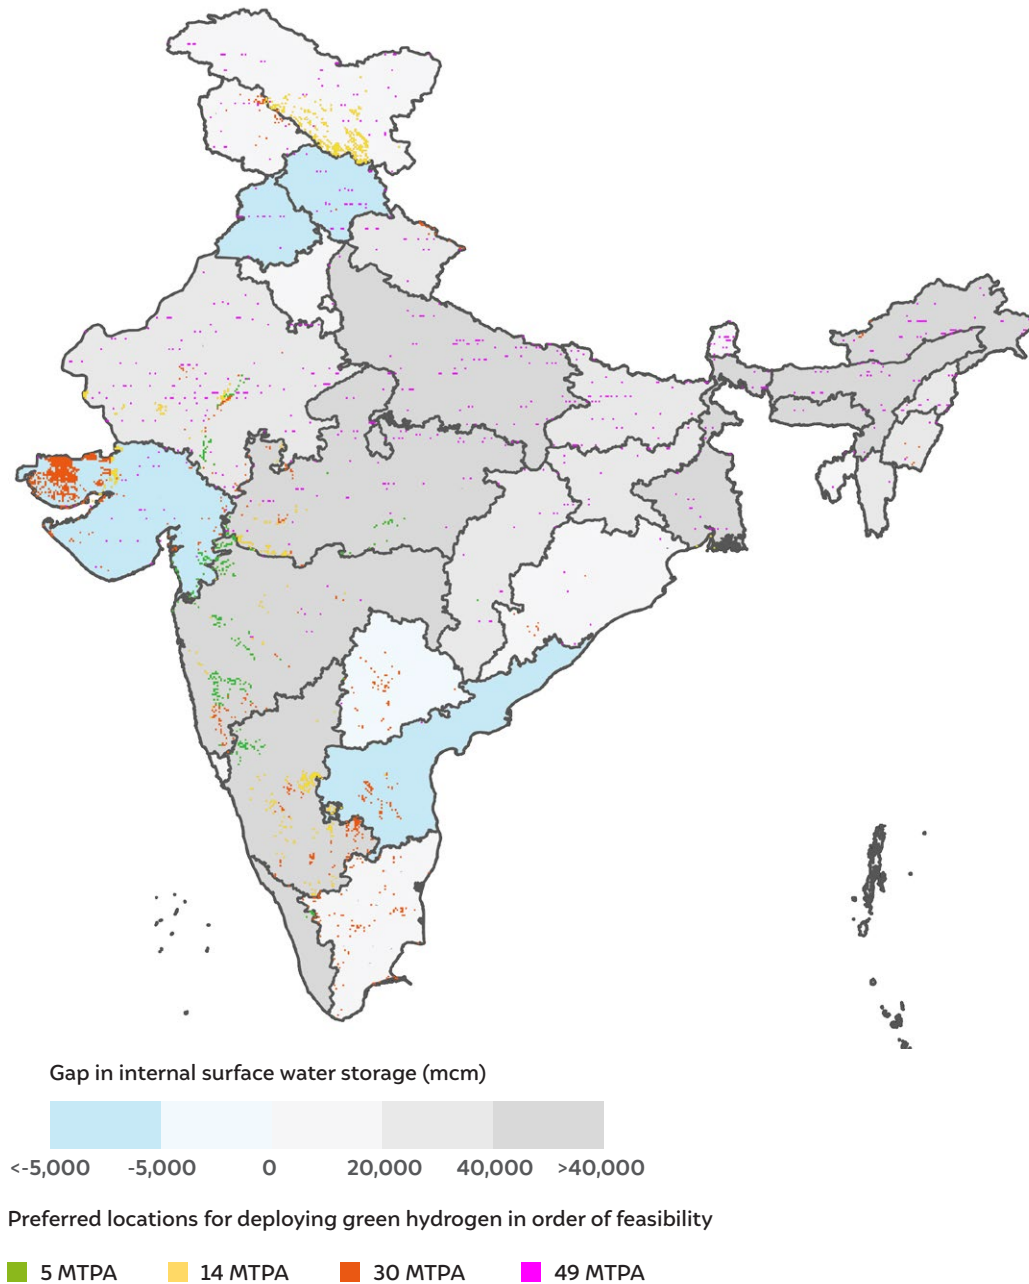 Gap in internal surface water storage (mcm)
<-5,000 -5,000 0 20,000 40,000 >40,000
Preferred locations for deploying green hydrogen in order of feasibility
5 MTPA 14 MTPA 30 MTPA 49 MTPA